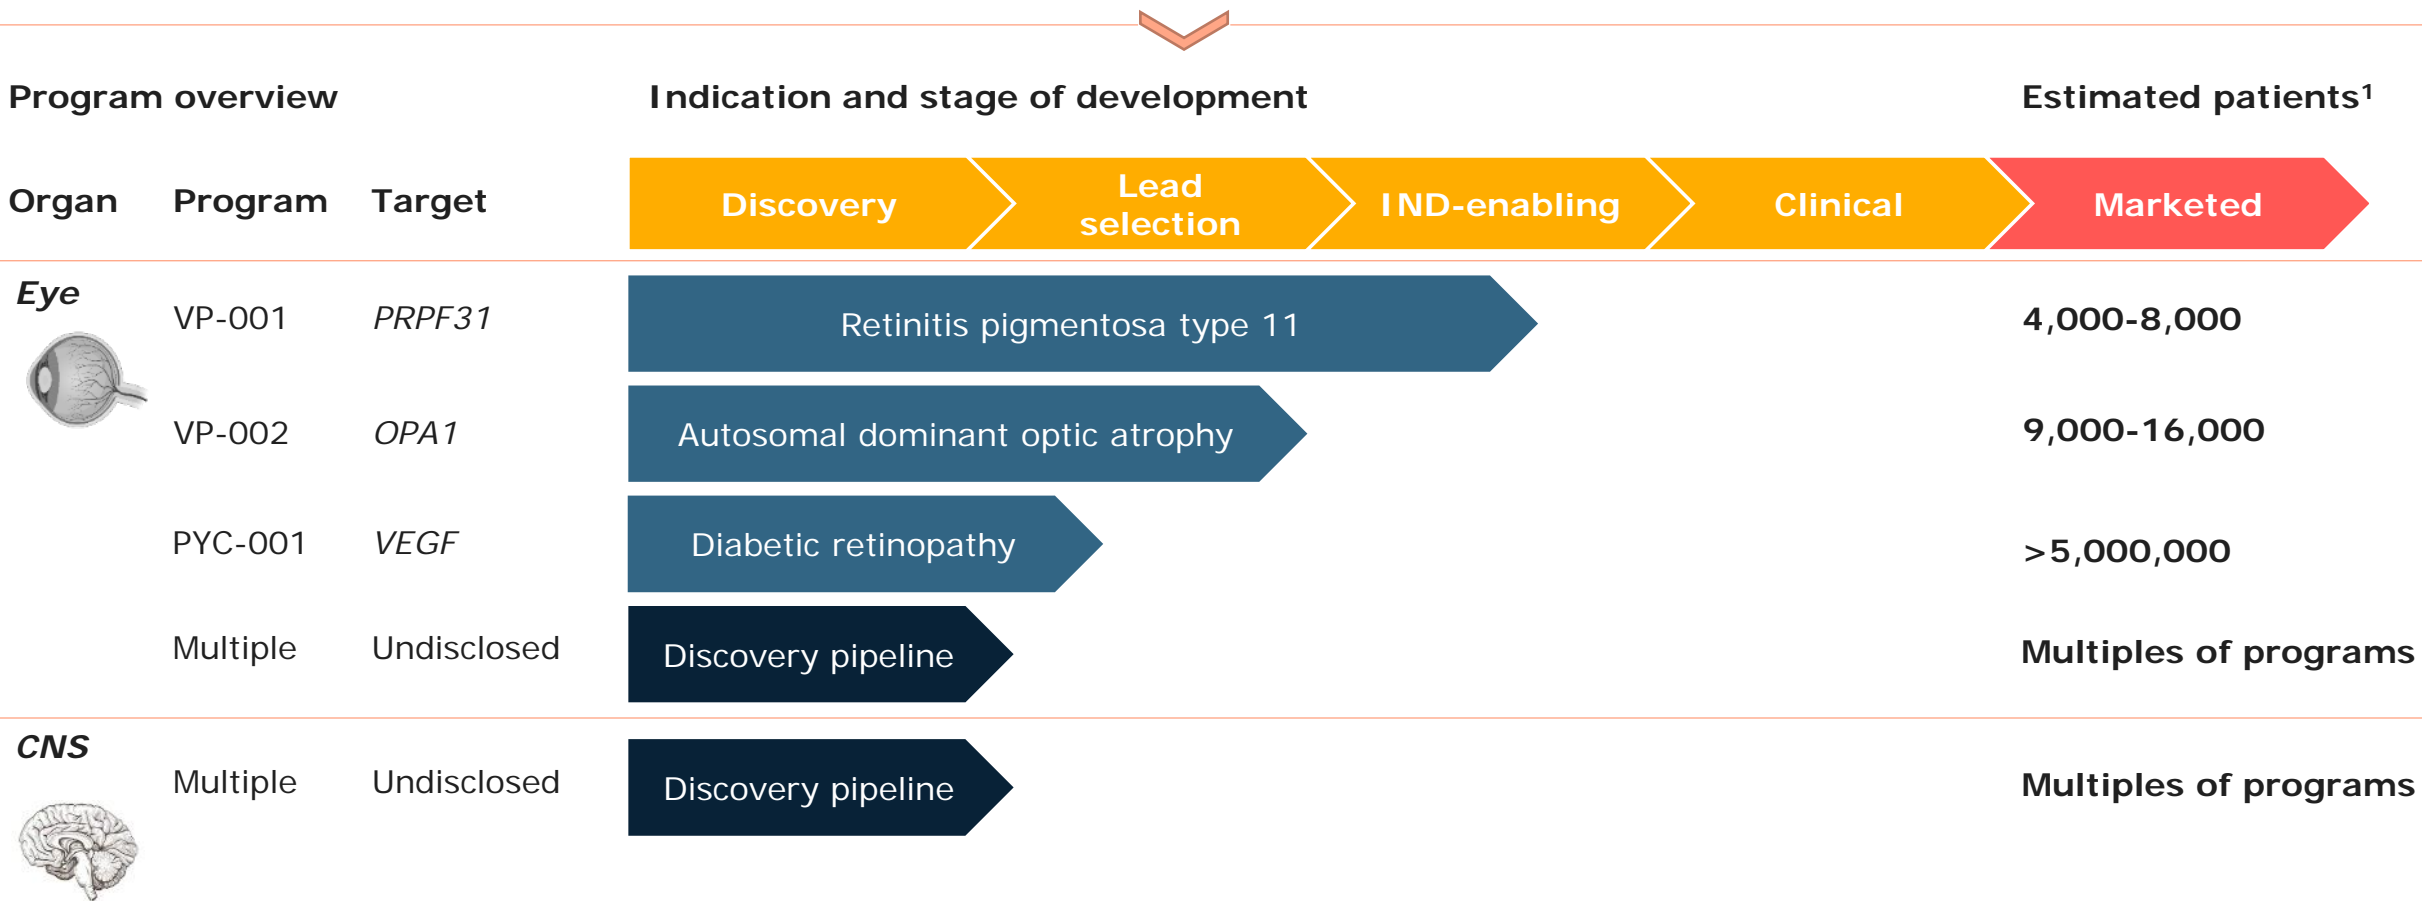 Program overview
Indication and stage of development
Estimated patients¹
Organ
Program
Target
Discovery
Lead
selection
IND-enabling
Clinical
Marketed
Eye
VP-001
PRPF31
Retinitis pigmentosa type 11
4,000-8,000
VP-002
OPA1
Autosomal dominant optic atrophy
9,000-16,000
PYC-001
VEGF
Diabetic retinopathy
>5,000,000
Multiple
Undisclosed
Discovery pipeline
Multiples of programs
CNS
Multiple
Undisclosed
Discovery pipeline
Multiples of programs